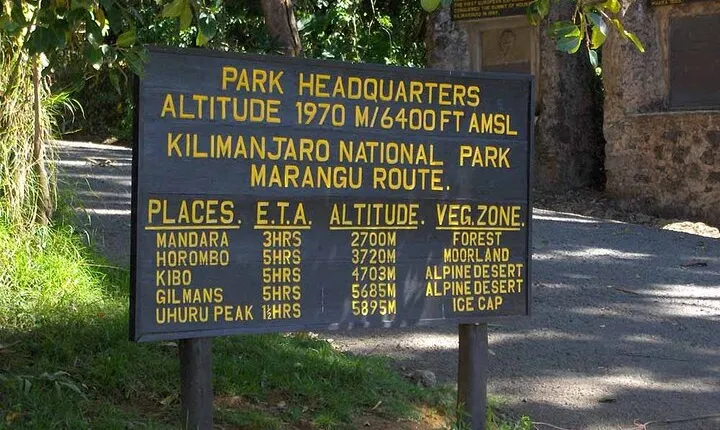 PARK HEADQUARTERS
ALTITUDE 1970 M/6400 FT AMSL
KILIMANJARO NATIONAL PARK
MARANGU ROUTE.
PLACES. E.T.A. ALTITUDE. VEG. ZONE.
MANDARA 3HRS 2700M FOREST
HOROMBO 5HRS 3720M MOORLAND
KIBO 5HRS 4703M ALPINE DESERT
GILMANS 5HRS 5685M ALPINE DESERT
UHURU PEAK 1½HRS 5895M ICE CAP